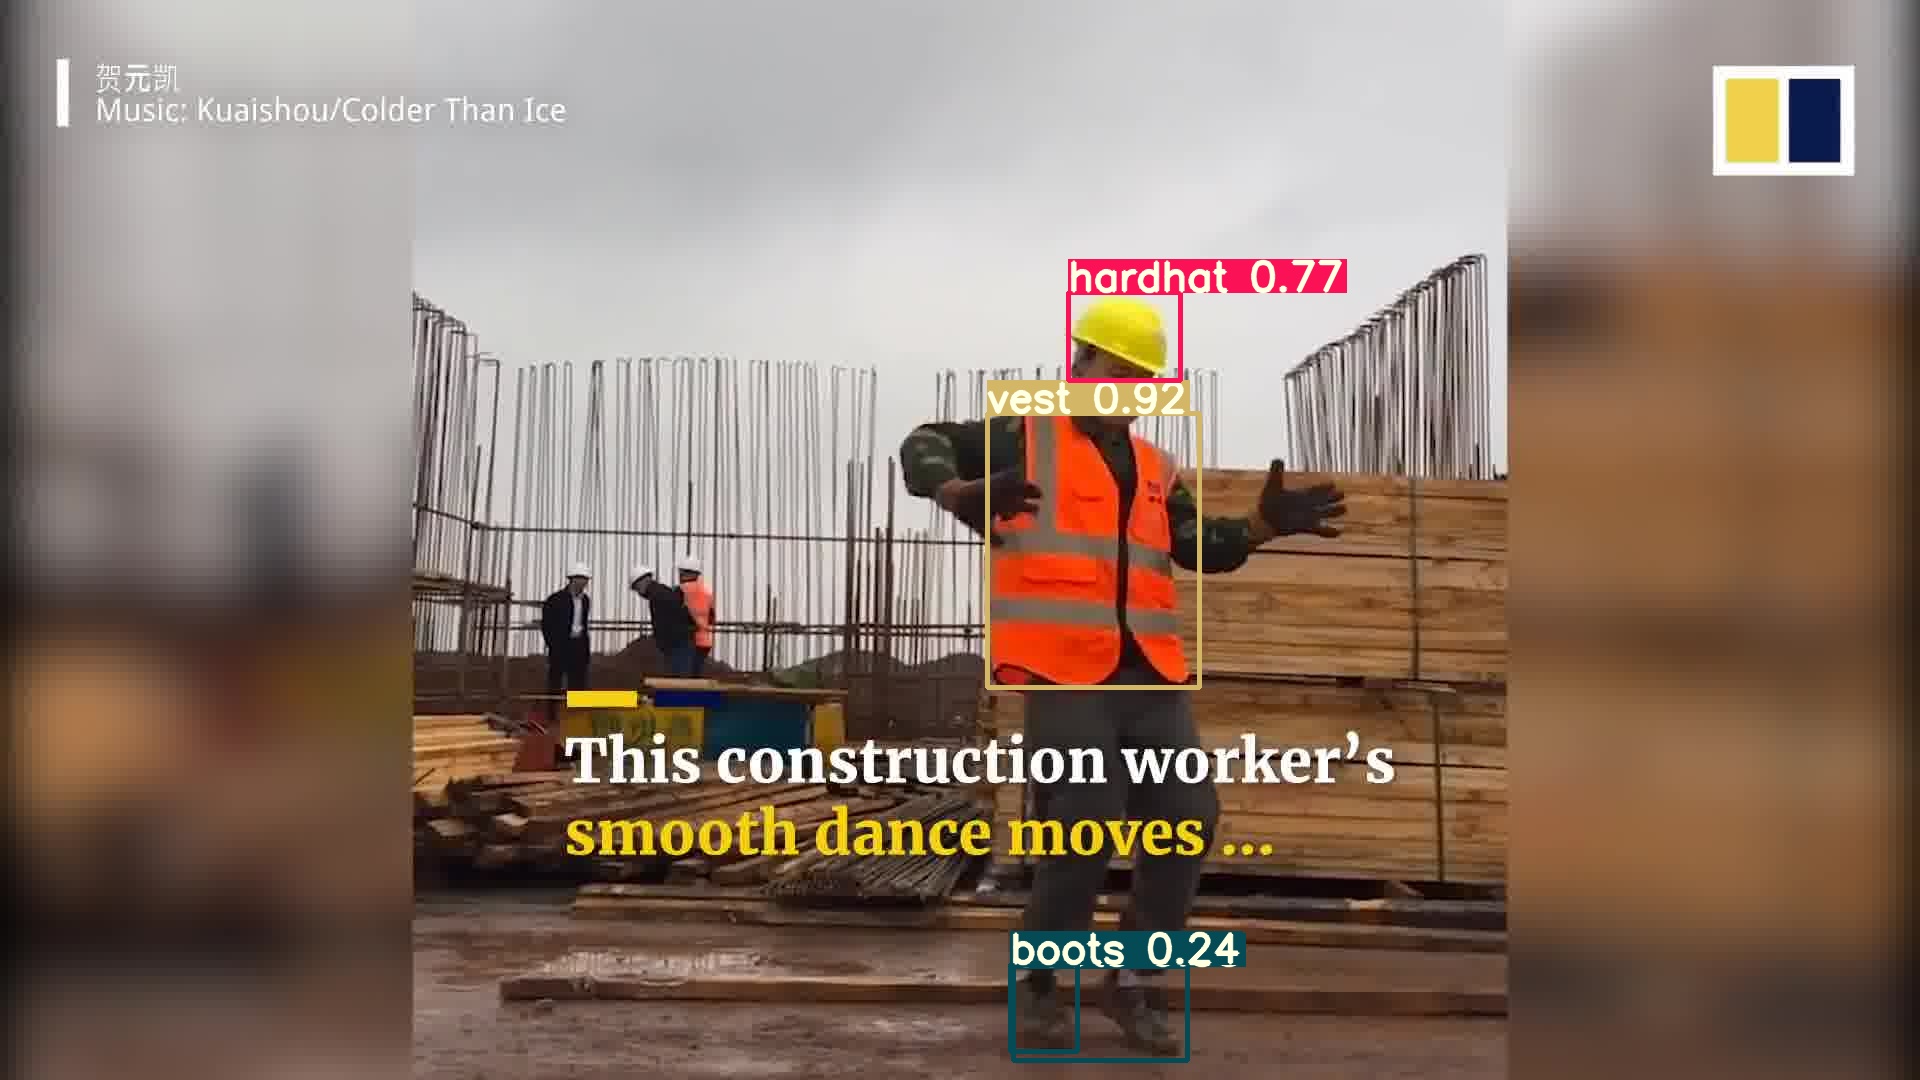 贺元凯
Music: Kuaishou/Colder Than Ice
hardhat 0.77
vest 0.92
This construction worker’s
smooth dance moves ...
boots 0.24